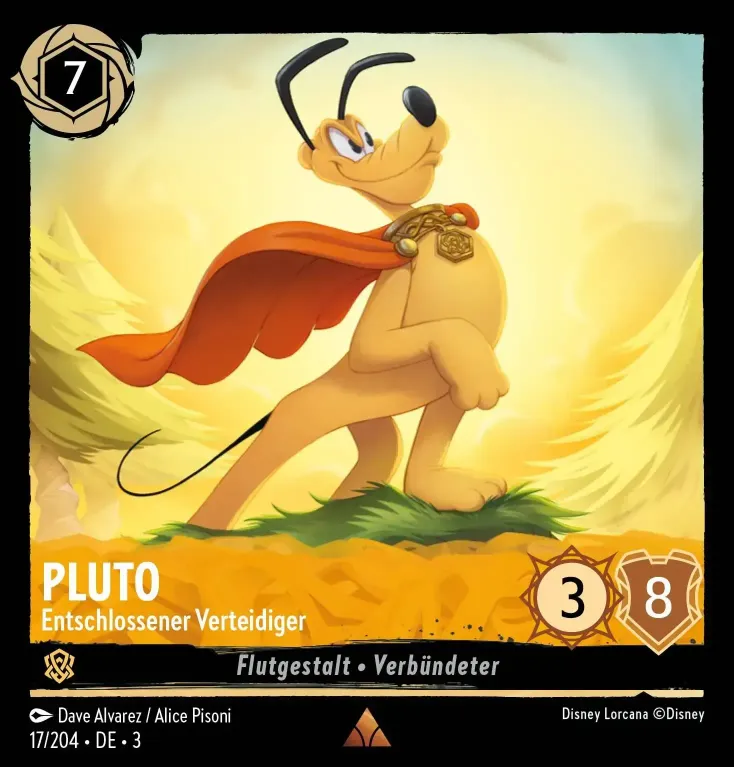 7
PLUTO
Entschlossener Verteidiger
3
8
Flutgestalt • Verbündeter
Dave Alvarez / Alice Pisoni
Disney Lorcana ©Disney
17/204 • DE • 3